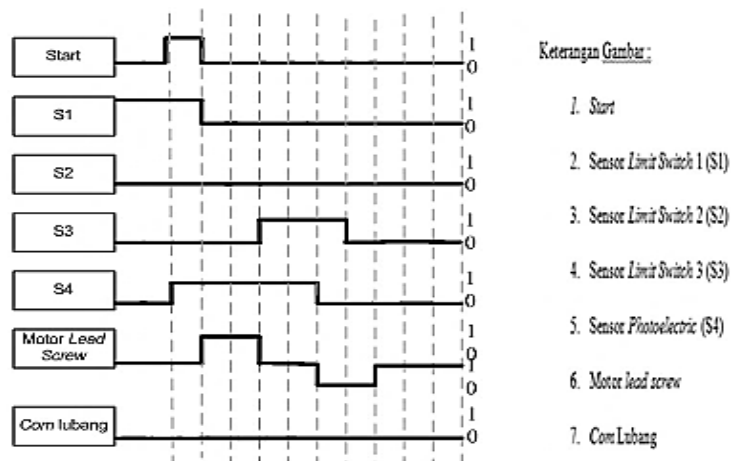 Start
1
0
S1
1
0
S2
1
0
S3
1
0
S4
1
0
Motor Lead
Screw
1
0
1
0
Com lubang
1
0
Keterangan Gambar :
1. Start
2. Sensor Limit Switch 1 (S1)
3. Sensor Limit Switch 2 (S2)
4. Sensor Limit Switch 3 (S3)
5. Sensor Photoelectric (S4)
6. Motor lead screw
7. Com Lubang